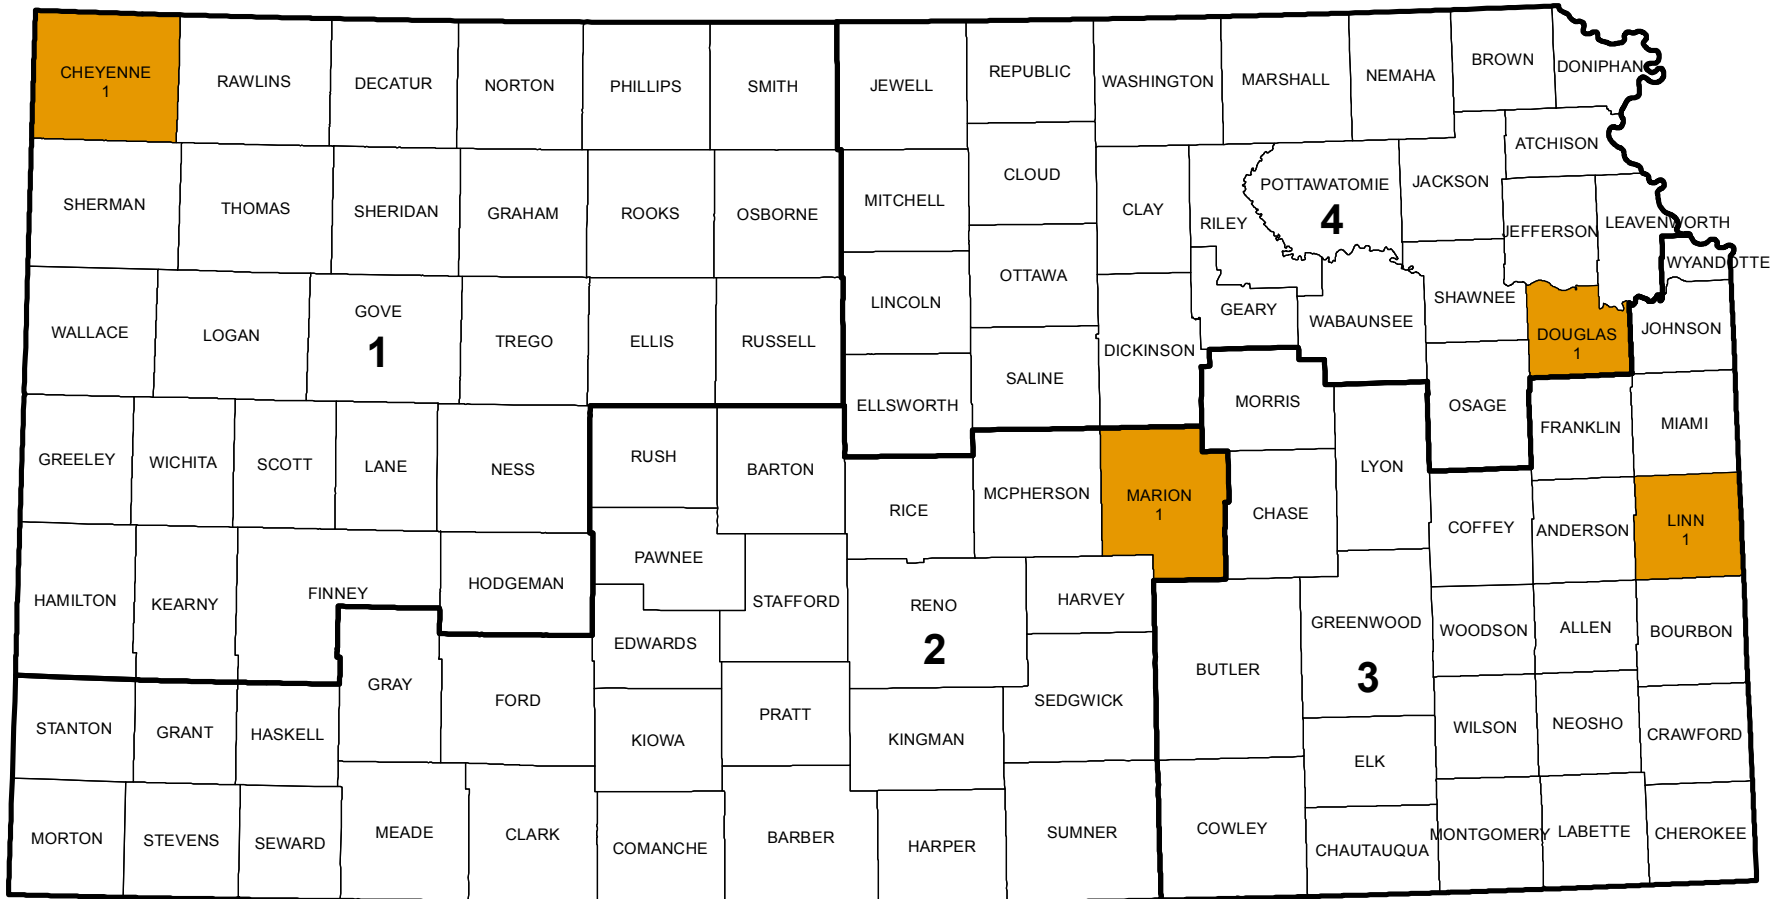 CHEYENNE
1
RAWLINS
DECATUR
NORTON
PHILLIPS
SMITH
JEWELL
REPUBLIC
WASHINGTON
MARSHALL
NEMAHA
BROWN
DONIPHAN
ATCHISON
SHERMAN
THOMAS
SHERIDAN
GRAHAM
ROOKS
OSBORNE
MITCHELL
CLOUD
CLAY
RILEY
POTTAWATOMIE
4
JACKSON
JEFFERSON
LEAVENWORTH
WYANDOTTE
WALLACE
LOGAN
GOVE
1
TREGO
ELLIS
RUSSELL
LINCOLN
OTTAWA
SALINE
DICKINSON
GEARY
WABAUNSEE
SHAWNEE
DOUGLAS
1
JOHNSON
ELLSWORTH
MORRIS
OSAGE
FRANKLIN
MIAMI
GREELEY
WICHITA
SCOTT
LANE
NESS
RUSH
BARTON
RICE
MCPHERSON
MARION
1
CHASE
LYON
COFFEY
ANDERSON
LINN
1
HAMILTON
KEARNY
FINNEY
HODGEMAN
PAWNEE
STAFFORD
EDWARDS
RENO
2
HARVEY
BUTLER
GREENWOOD
3
WOODSON
ALLEN
BOURBON
STANTON
GRANT
HASKELL
GRAY
FORD
KIOWA
PRATT
KINGMAN
SEDGWICK
ELK
WILSON
NEOSHO
CRAWFORD
MORTON
STEVENS
SEWARD
MEADE
CLARK
COMANCHE
BARBER
HARPER
SUMNER
COWLEY
CHAUTAUQUA
MONTGOMERY
LABETTE
CHEROKEE